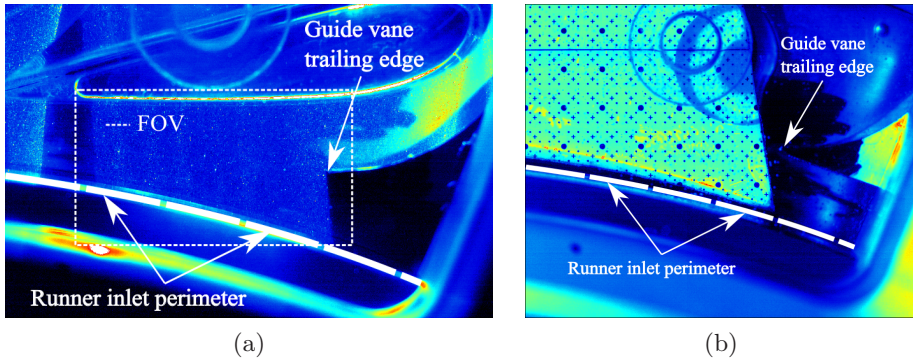 Guide vane
trailing edge
FOV
Runner inlet perimeter
(a)
Guide vane
trailing edge
Runner inlet perimeter
(b)